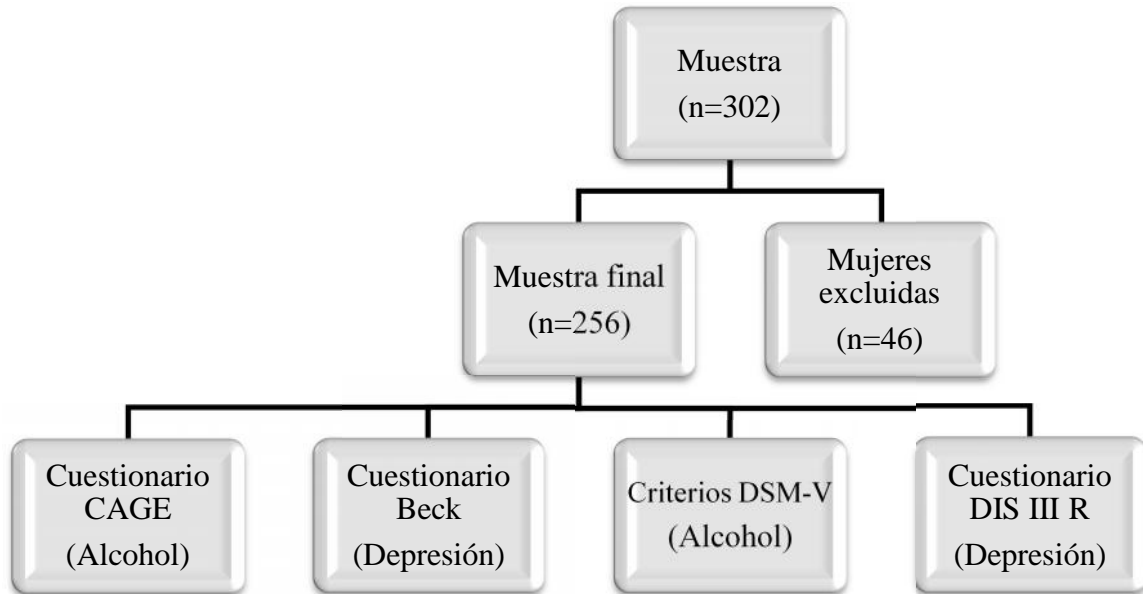 Muestra
(n=302)
Muestra final
(n=256)
Mujeres
excluidas
(n=46)
Cuestionario
CAGE
(Alcohol)
Cuestionario
Beck
(Depresión)
Criterios DSM-V
(Alcohol)
Cuestionario
DIS III R
(Depresión)